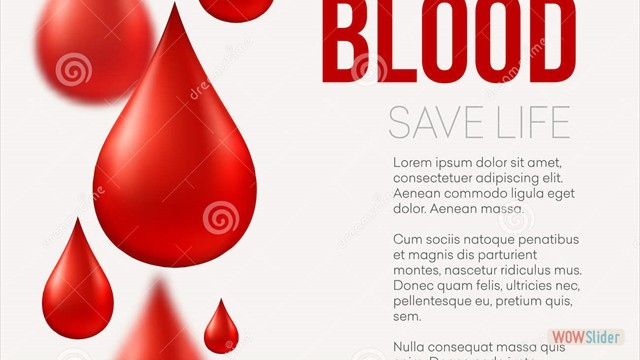 BLOOD
SAVE LIFE
Lorem ipsum dolor sit amet,
consectetuer adipiscing elit.
Aenean commodo ligula eget
dolor. Aenean massa.
Cum sociis natoque penatibus
et magnis dis parturient
montes, nascetur ridiculus mus.
Donec quam felis, ultricies nec,
pellentesque eu, pretium quis,
sem.
Nulla consequat massa quis
WOWSlider